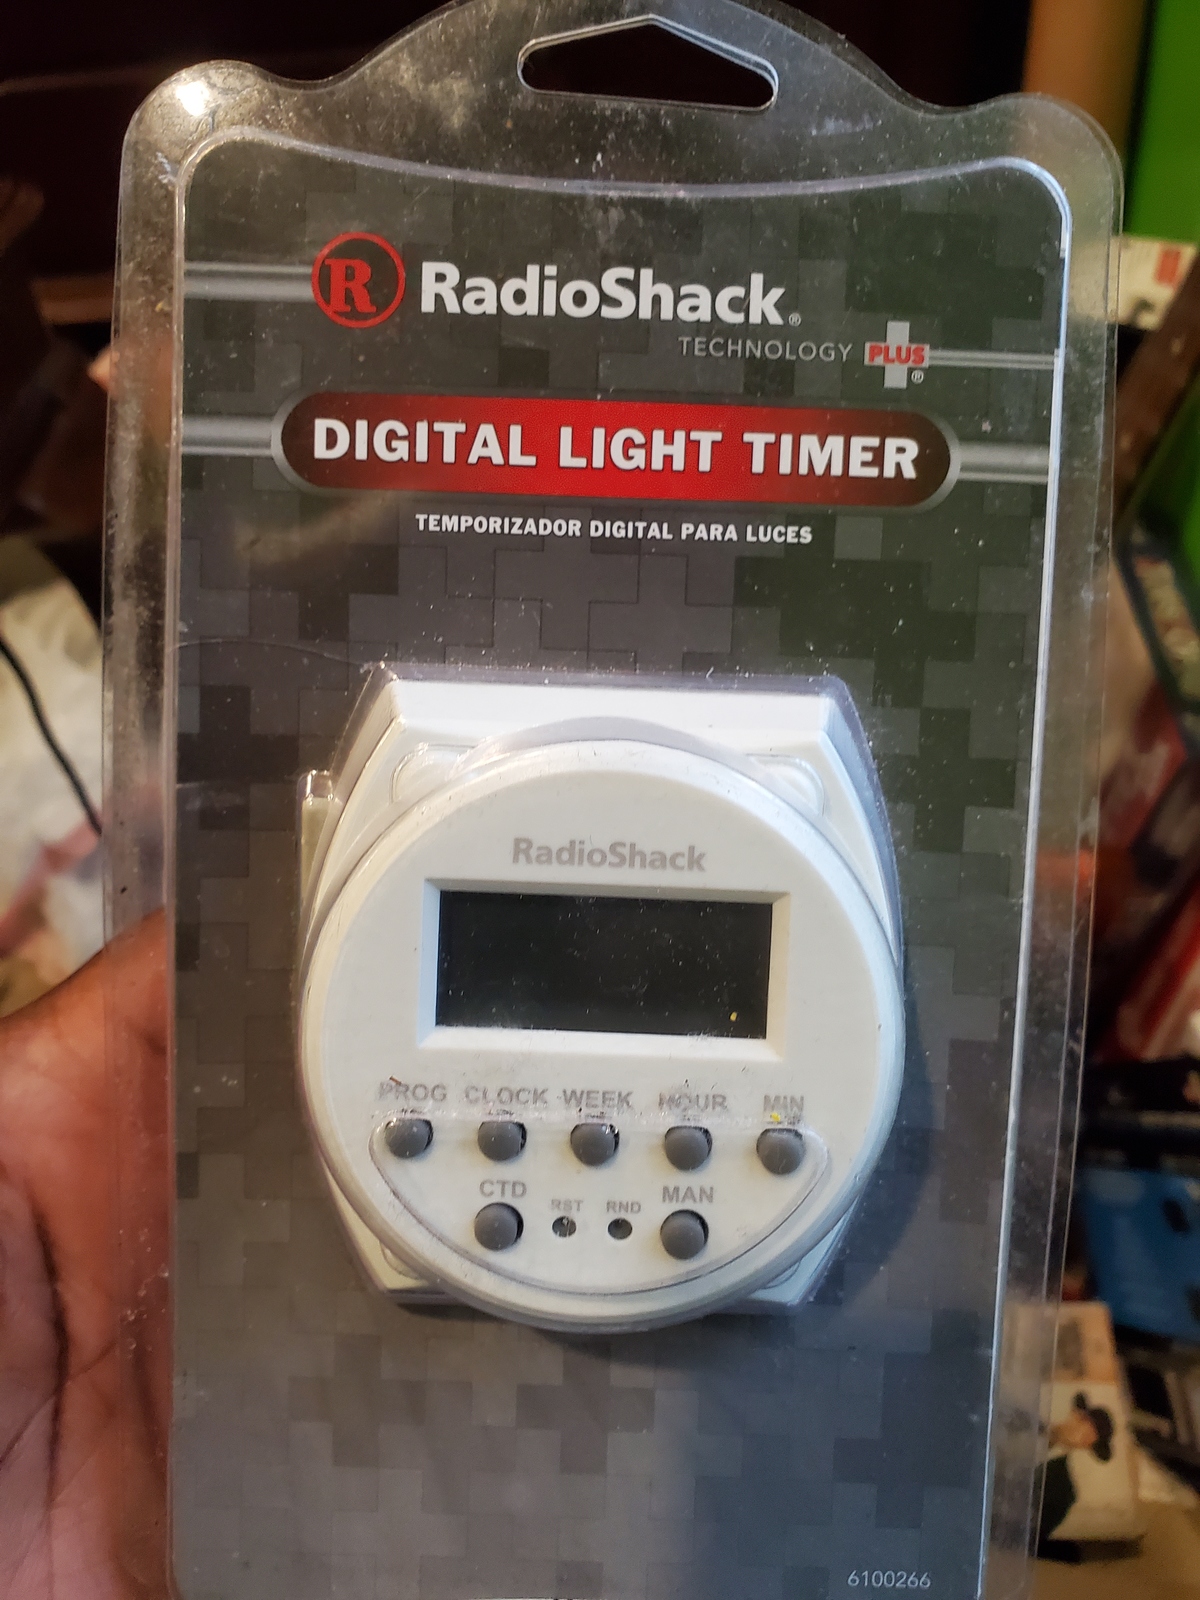 R RadioShack®
TECHNOLOGY PLUS®
DIGITAL LIGHT TIMER
TEMPORIZADOR DIGITAL PARA LUCES
RadioShack
PROG CLOCK WEEK HOUR MIN
CTD RST RND MAN
6100266